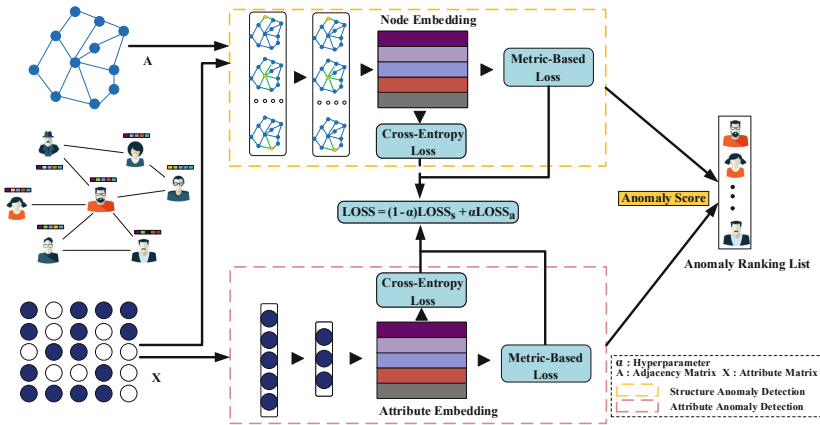 Node Embedding
A
Metric-Based
Loss
Cross-Entropy
Loss
LOSS=(1-α)LOSSₛ+αLOSSₐ
Anomaly Score
Anomaly Ranking List
Cross-Entropy
Loss
Metric-Based
Loss
X
Attribute Embedding
α : Hyperparameter
A : Adjacency Matrix X : Attribute Matrix
Structure Anomaly Detection
Attribute Anomaly Detection